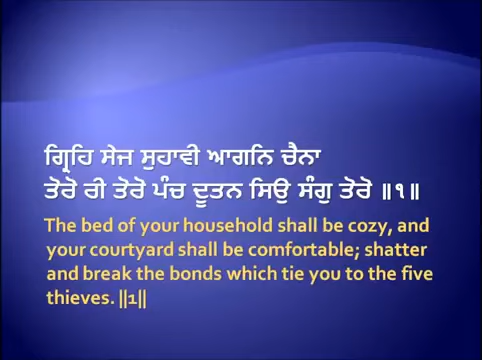 ਗ੍ਰਿਹਿ ਸੇਜ ਸੁਹਾਵੀ ਆਗਨਿ ਚੈਨਾ
ਤੋਰੋ ਰੀ ਤੋਰੋ ਪੰਚ ਦੂਤਨ ਸਿਉ ਸੰਗੁ ਤੋਰੋ ॥੧॥
The bed of your household shall be cozy, and
your courtyard shall be comfortable; shatter
and break the bonds which tie you to the five
thieves. ||1||